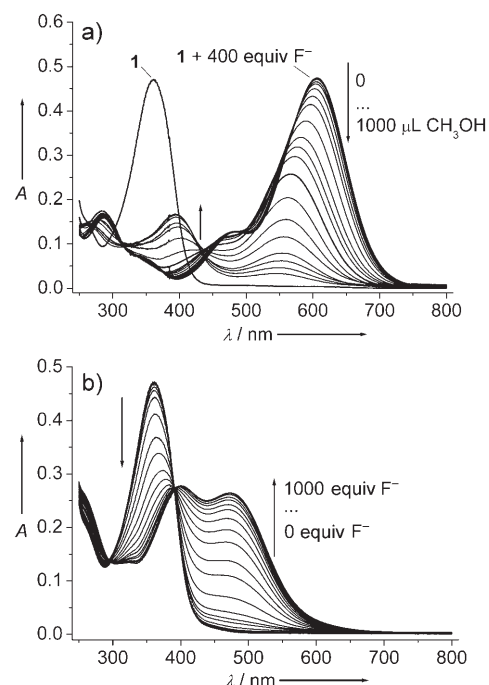 a)
0.6
0.5
0.4
0.3
0.2
0.1
0.0
A
1
1 + 400 equiv F⁻
0
...
1000 μL CH₃OH
300 400 500 600 700 800
λ / nm
b)
0.5
0.4
0.3
0.2
0.1
0.0
A
1000 equiv F⁻
...
0 equiv F⁻
300 400 500 600 700 800
λ / nm